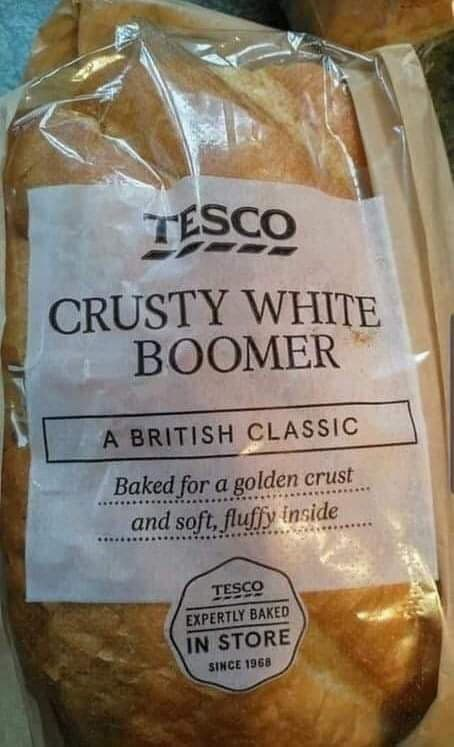 TESCO
CRUSTY WHITE
BOOMER
A BRITISH CLASSIC
Baked for a golden crust
and soft, fluffy inside
TESCO
EXPERTLY BAKED
IN STORE
SINCE 1968